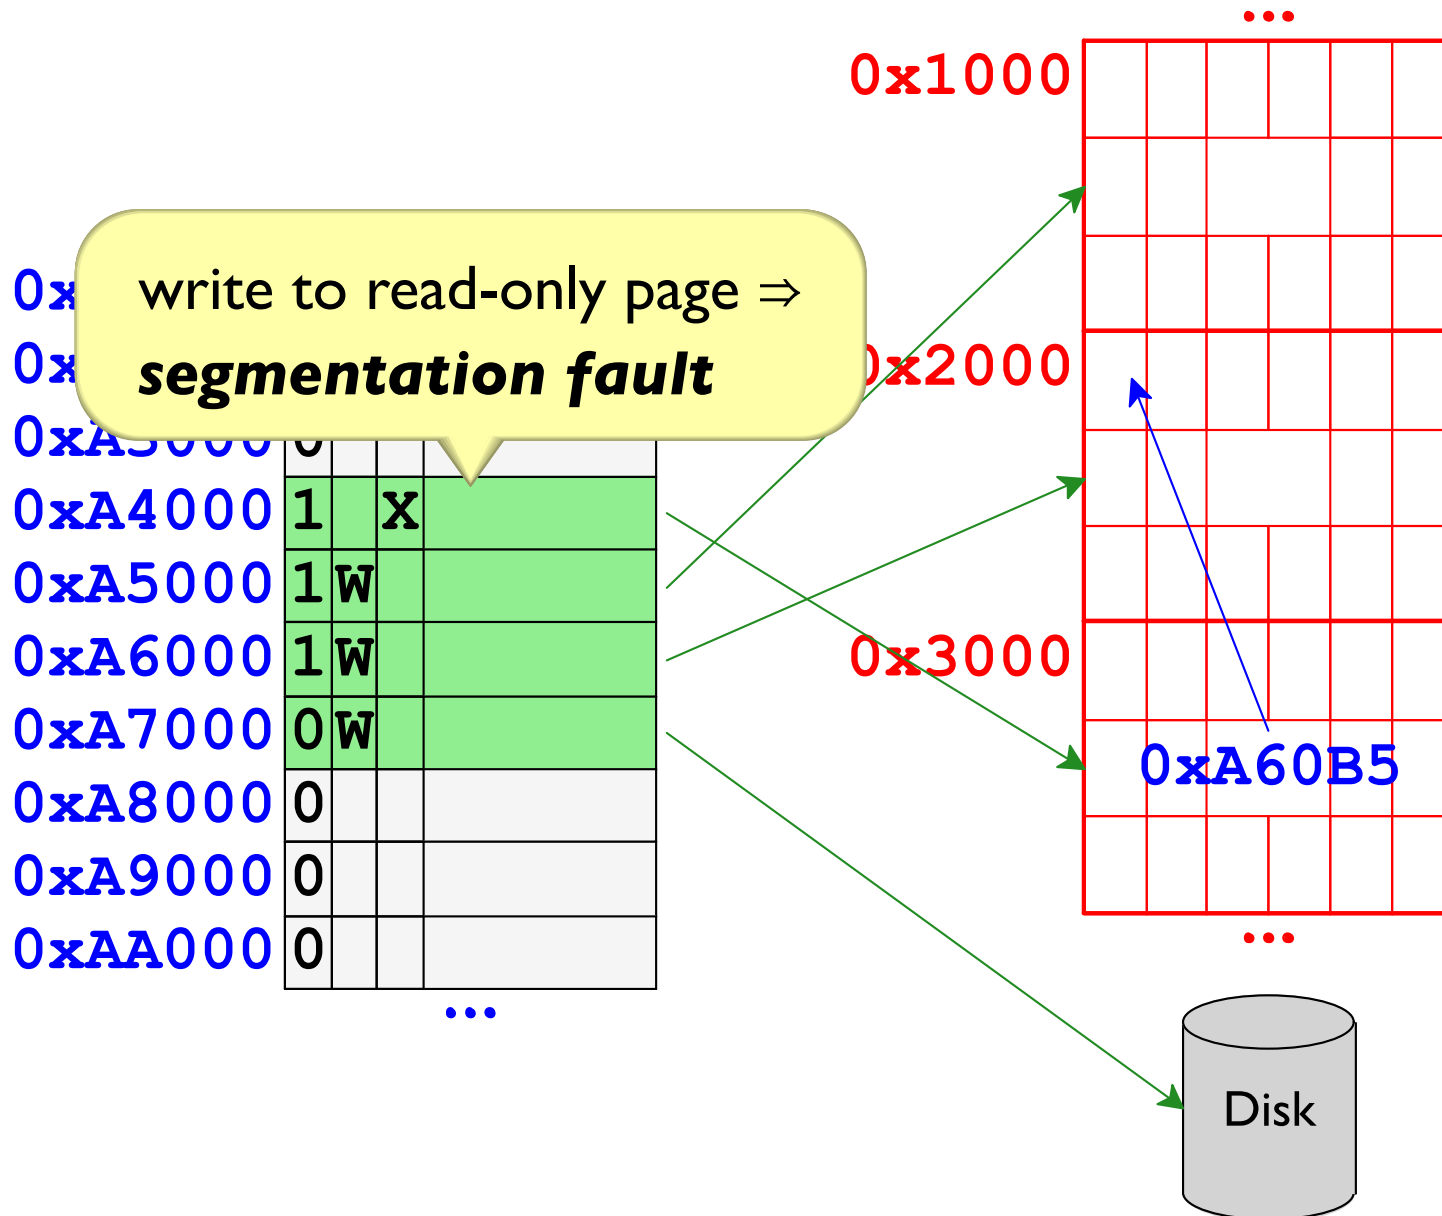 ...
0x1000
write to read-only page ⇒
segmentation fault
0x2000
0
0xA4000 1 X
0xA5000 1 W
0xA6000 1 W
0x3000
0xA7000 0 W
0xA60B5
0xA8000 0
0xA9000 0
0xAA000 0
...
...
Disk